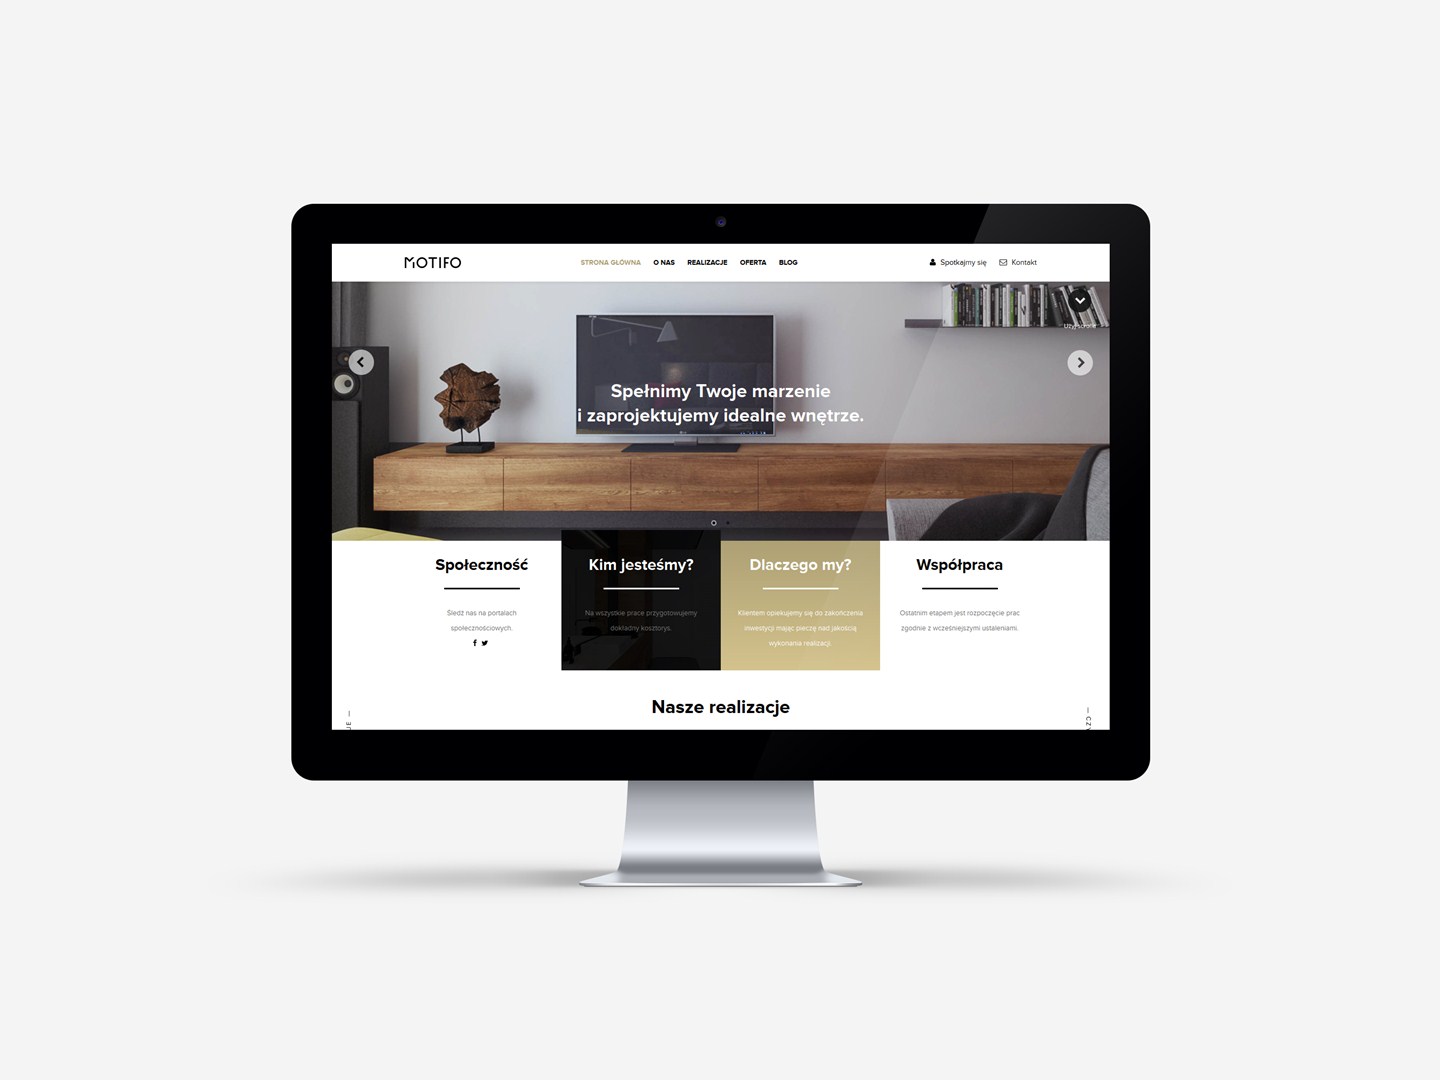 MOTIFO
STRONA GŁÓWNA O NAS REALIZACJE OFERTA BLOG
Spotkajmy się Kontakt
Użyj scrolla
Spełnimy Twoje marzenie
i zaprojektujemy idealne wnętrze.
Społeczność
Śledź nas na portalach
społecznościowych.
Kim jesteśmy?
Na wszystkie prace przygotowujemy
dokładny kosztorys.
Dlaczego my?
Klientem opiekujemy się do zakończenia
inwestycji mając pieczę nad jakością
wykonania realizacji.
Współpraca
Ostatnim etapem jest rozpoczęcie prac
zgodnie z wcześniejszymi ustaleniami.
Nasze realizacje